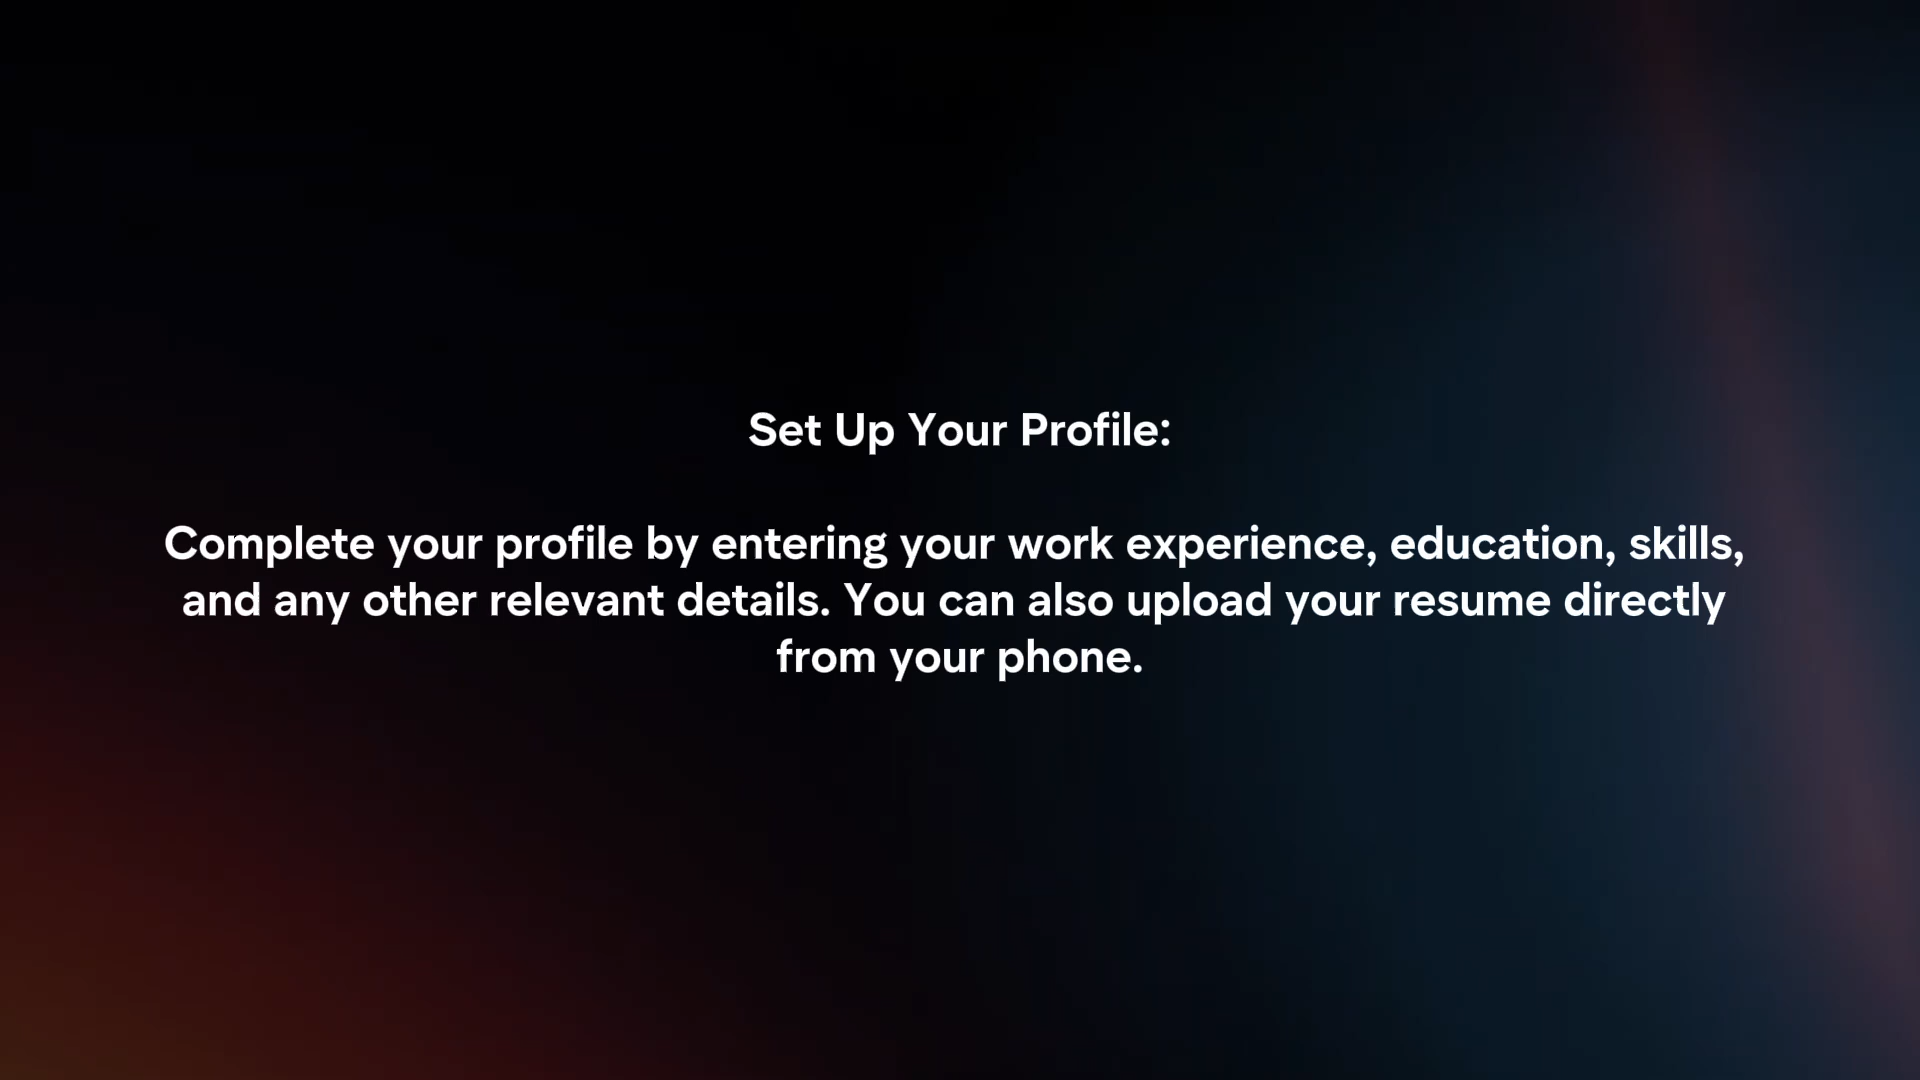 Set Up Your Profile:
Complete your profile by entering your work experience, education, skills,
and any other relevant details. You can also upload your resume directly
from your phone.